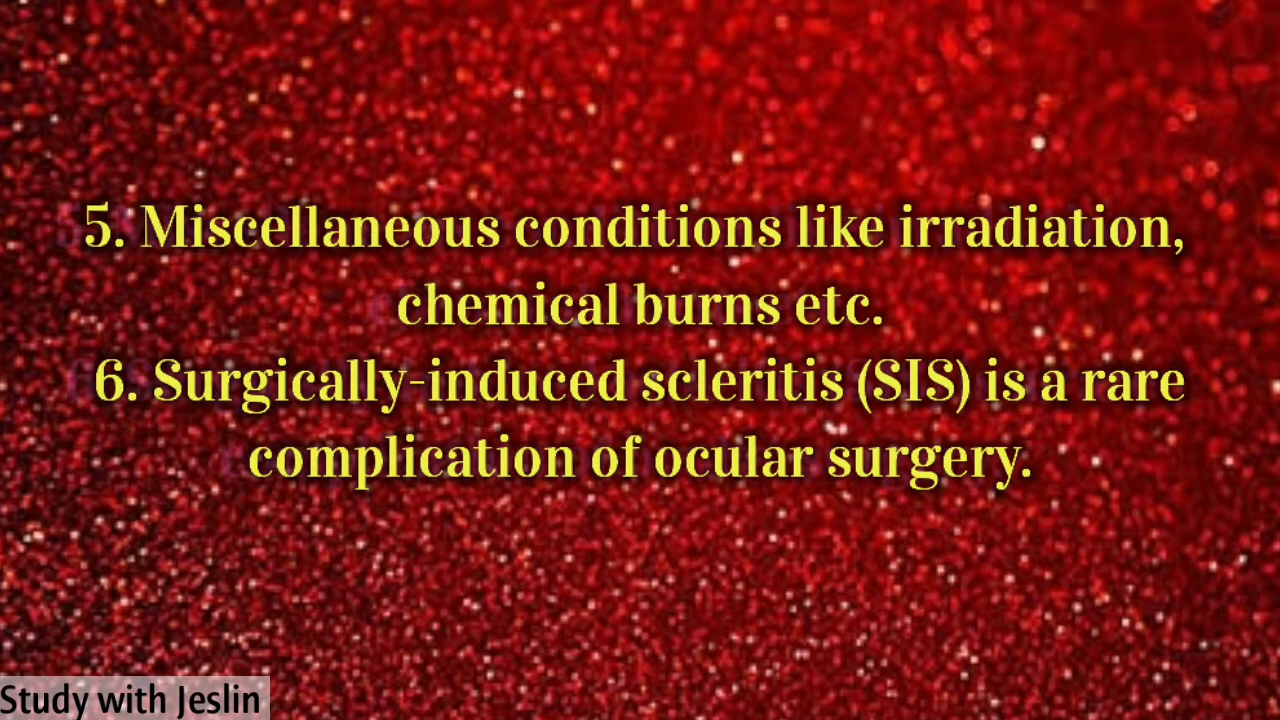 5. Miscellaneous conditions like irradiation,
chemical burns etc.
6. Surgically-induced scleritis (SIS) is a rare
complication of ocular surgery.
Study with Jeslin